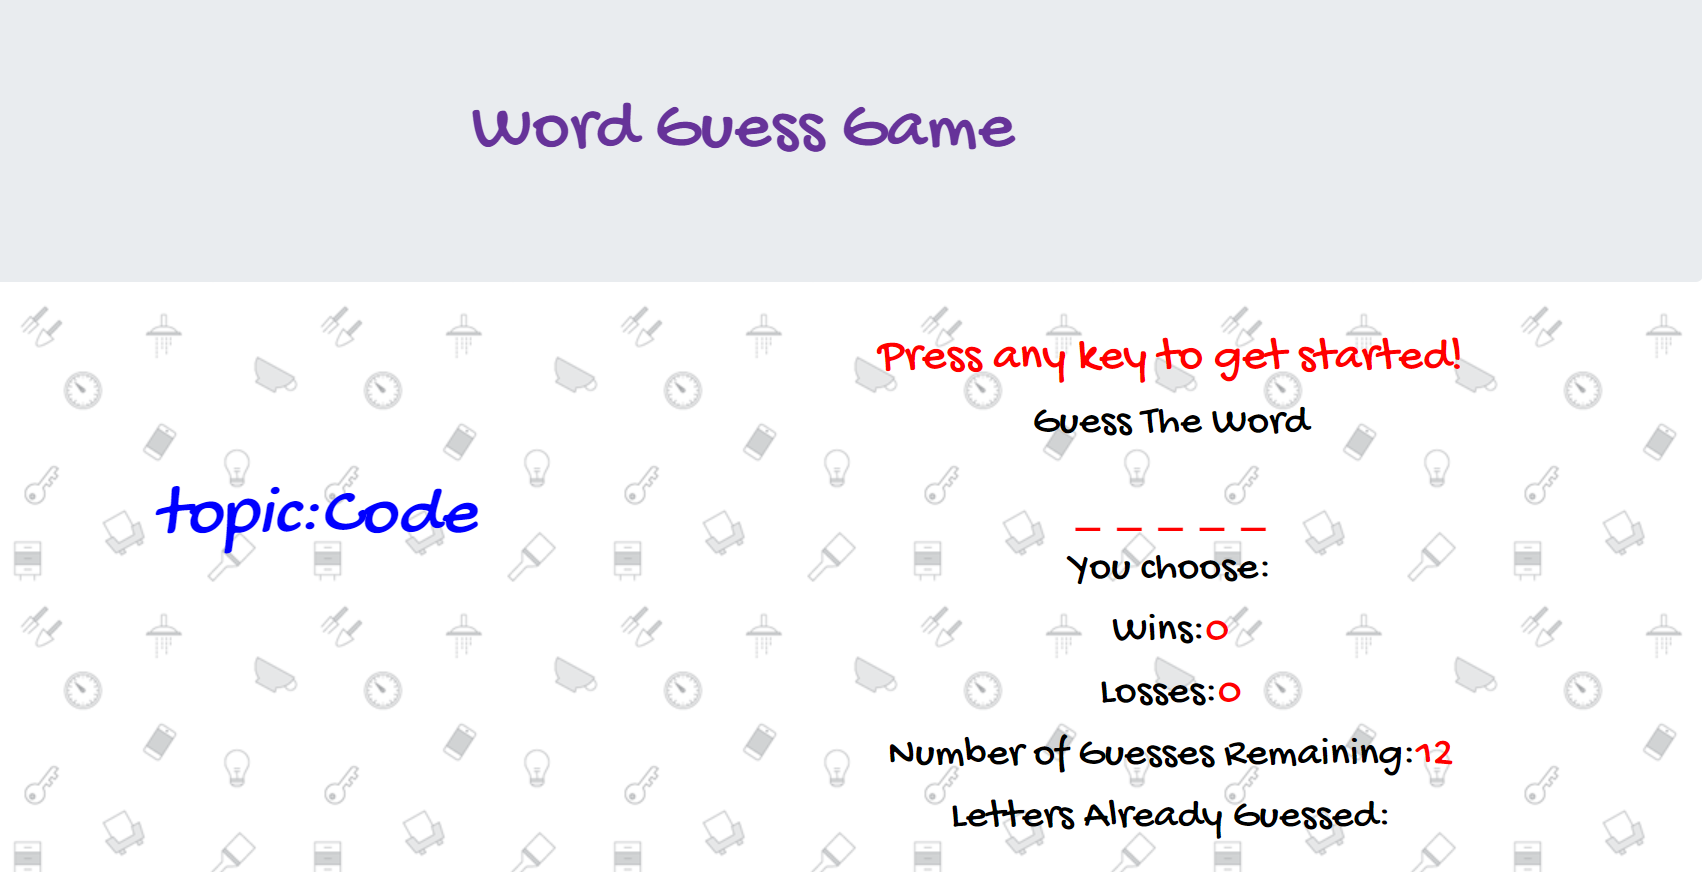 Word Guess Game
Press any key to get started!
Guess The Word
topic:Code
_ _ _ _ _
You choose:
Wins:0
Losses:0
Number of Guesses Remaining:12
Letters Already Guessed: